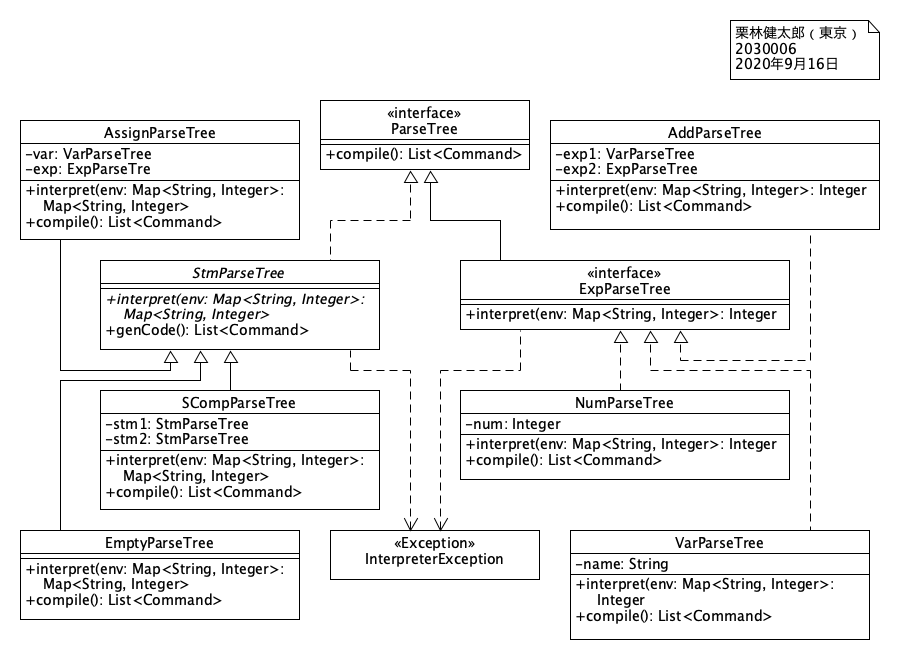 栗林健太郎（東京）
2030006
2020年9月16日
«interface»
ParseTree
+compile(): List<Command>
AssignParseTree
-var: VarParseTree
-exp: ExpParseTre
+interpret(env: Map<String, Integer>:
Map<String, Integer>
+compile(): List<Command>
AddParseTree
-exp1: VarParseTree
-exp2: ExpParseTree
+interpret(env: Map<String, Integer>): Integer
+compile(): List<Command>
StmParseTree
+interpret(env: Map<String, Integer>:
Map<String, Integer>
+genCode(): List<Command>
«interface»
ExpParseTree
+interpret(env: Map<String, Integer>): Integer
SCompParseTree
-stm1: StmParseTree
-stm2: StmParseTree
+interpret(env: Map<String, Integer>:
Map<String, Integer>
+compile(): List<Command>
NumParseTree
-num: Integer
+interpret(env: Map<String, Integer>): Integer
+compile(): List<Command>
EmptyParseTree
+interpret(env: Map<String, Integer>:
Map<String, Integer>
+compile(): List<Command>
«Exception»
InterpreterException
VarParseTree
-name: String
+interpret(env: Map<String, Integer>:
Integer
+compile(): List<Command>